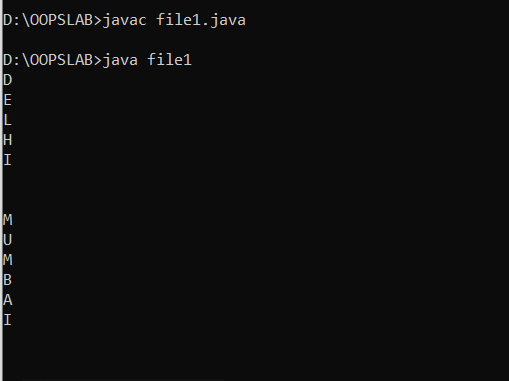 D:\OOPSLAB>javac file1.java
D:\OOPSLAB>java file1
D
E
L
H
I
M
U
M
B
A
I